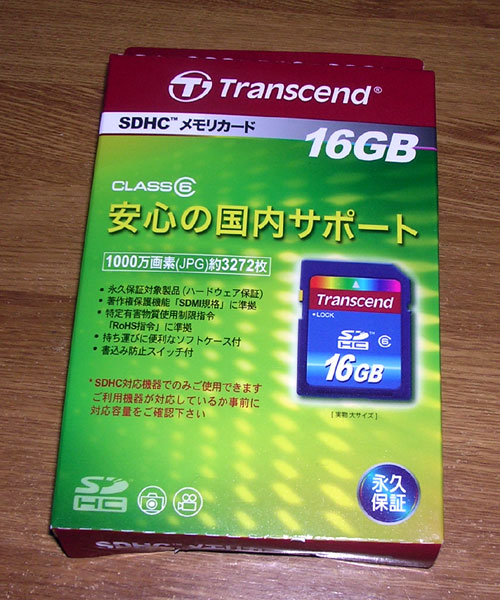 Transcend®
SDHC™ メモリカード
16GB
CLASS 6
安心の国内サポート
1000万画素(JPG)約3272枚
• 永久保証対象製品 (ハードウェア保証)
• 著作権保護機能「SDMI規格」に準拠
• 特定有害物質使用制限指令
「RoHS指令」に準拠
• 持ち運びに便利なソフトケース付
• 書込み防止スイッチ付
Transcend
LOCK
SD HC ™ 6
16GB
[ 実物大サイズ ]
*SDHC対応機器でのみご使用できます
ご利用機器が対応しているか事前に
対応容量をご確認下さい
SD HC
永久
保証